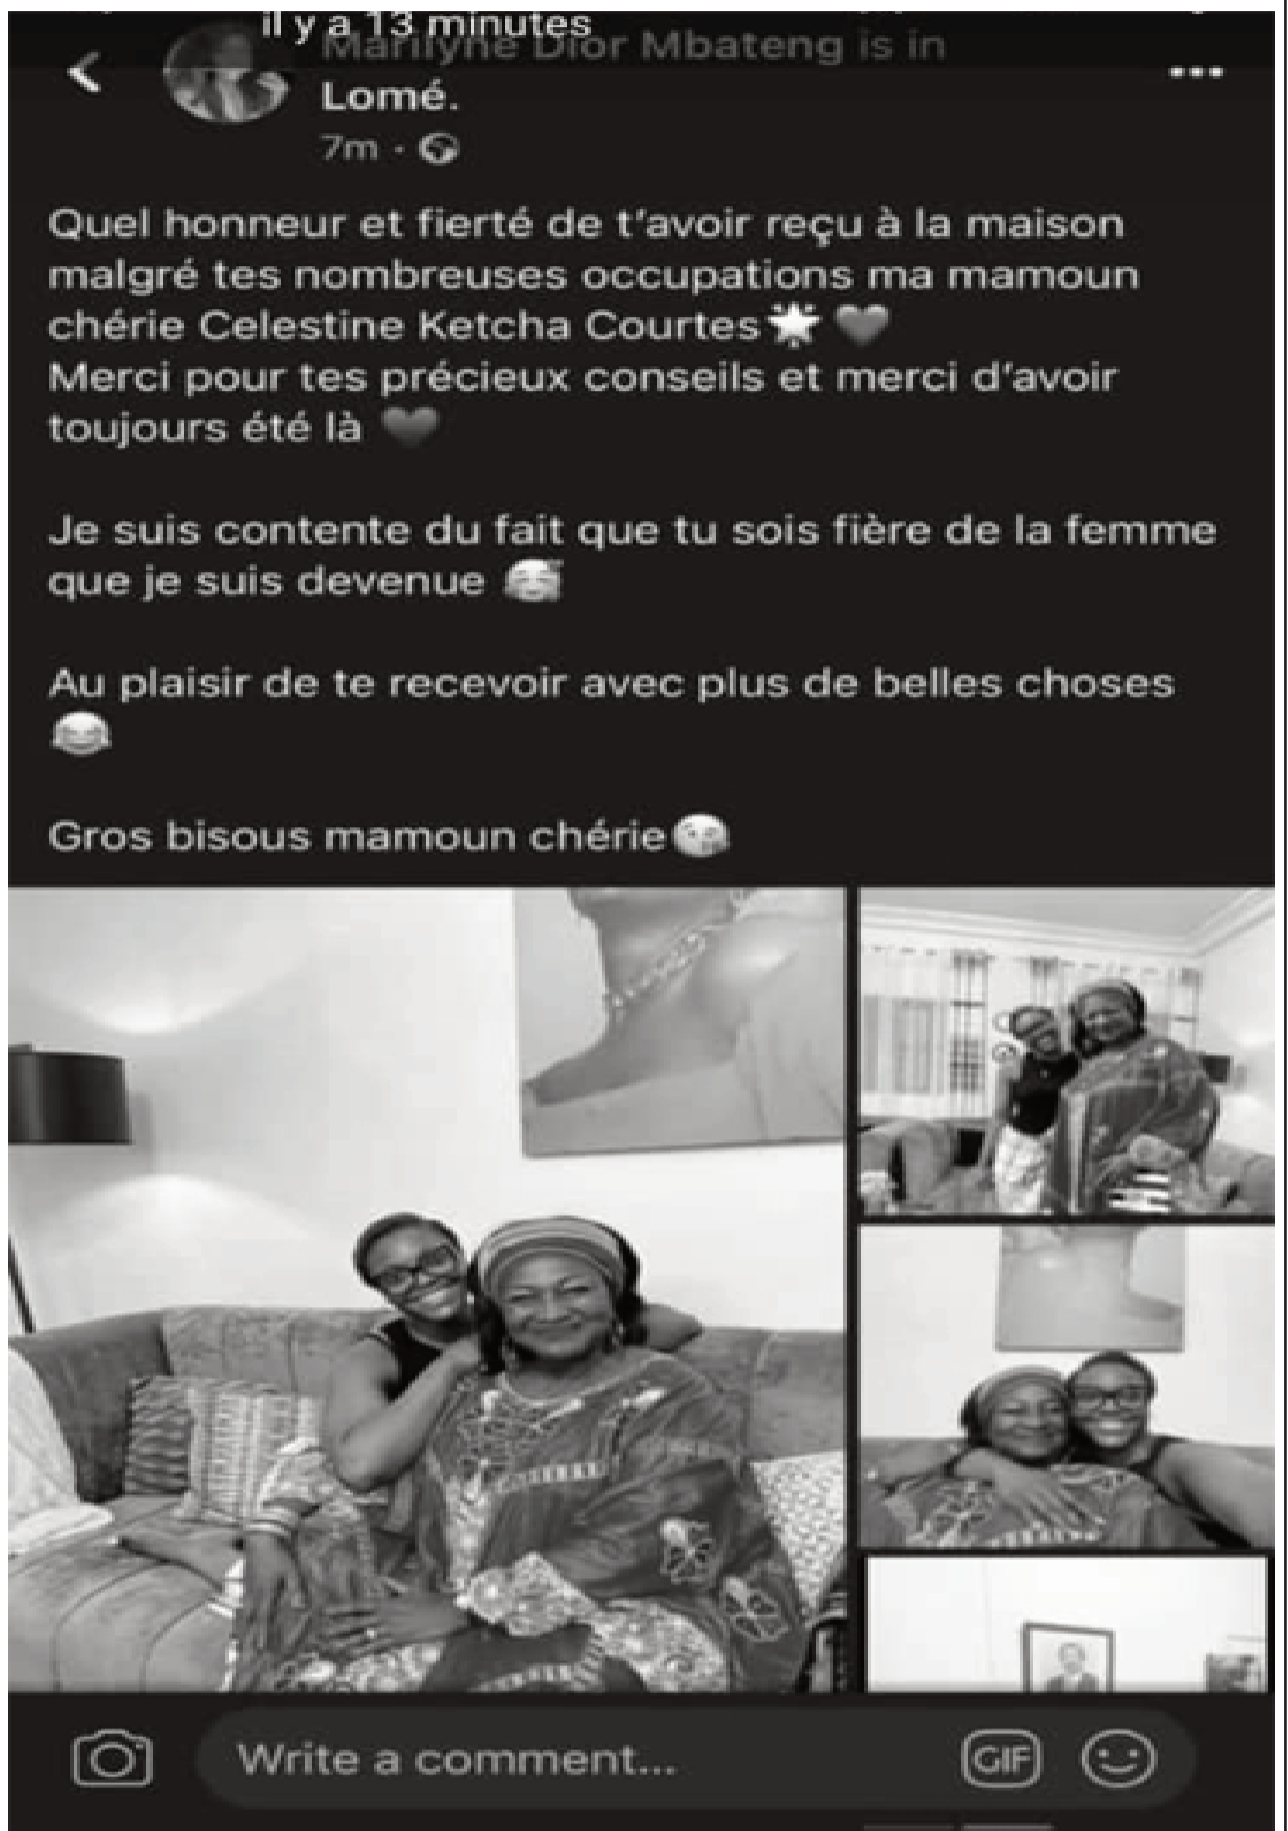 il y a 13 minutes
Marilyne Dior Mbateng is in
Lomé.
7m ·
Quel honneur et fierté de t’avoir reçu à la maison
malgré tes nombreuses occupations ma mamoun
chérie Celestine Ketcha Courtes🌟❤️
Merci pour tes précieux conseils et merci d’avoir
toujours été là ❤️
Je suis contente du fait que tu sois fière de la femme
que je suis devenue 🥰
Au plaisir de te recevoir avec plus de belles choses
😂
Gros bisous mamoun chérie😘
Write a comment...
GIF